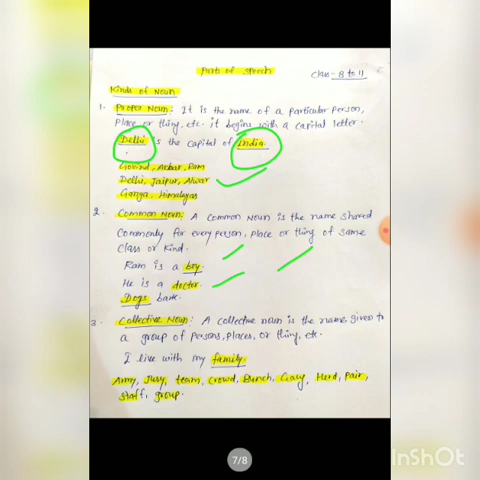 Parts of speech
Class - 8 to 11
Kinds of Noun
1. Proper Noun: It is the name of a particular person,
place or thing, etc. it begins with a capital letter.
Delhi is the capital of India.
Govind, Akbar, Ram
Delhi, Jaipur, Alwar
Ganga, Himalayas
2. Common Noun: A common noun is the name shared
commonly for every person, place or thing of same
class or kind.
Ram is a boy.
He is a doctor.
Dogs bark.
3. Collective Noun: A collective noun is the name given to
a group of persons, places, or thing, etc.
I live with my family.
Army, Jury, team, crowd, Bunch, Herd, Pair,
staff, group.
7/8
InShOt